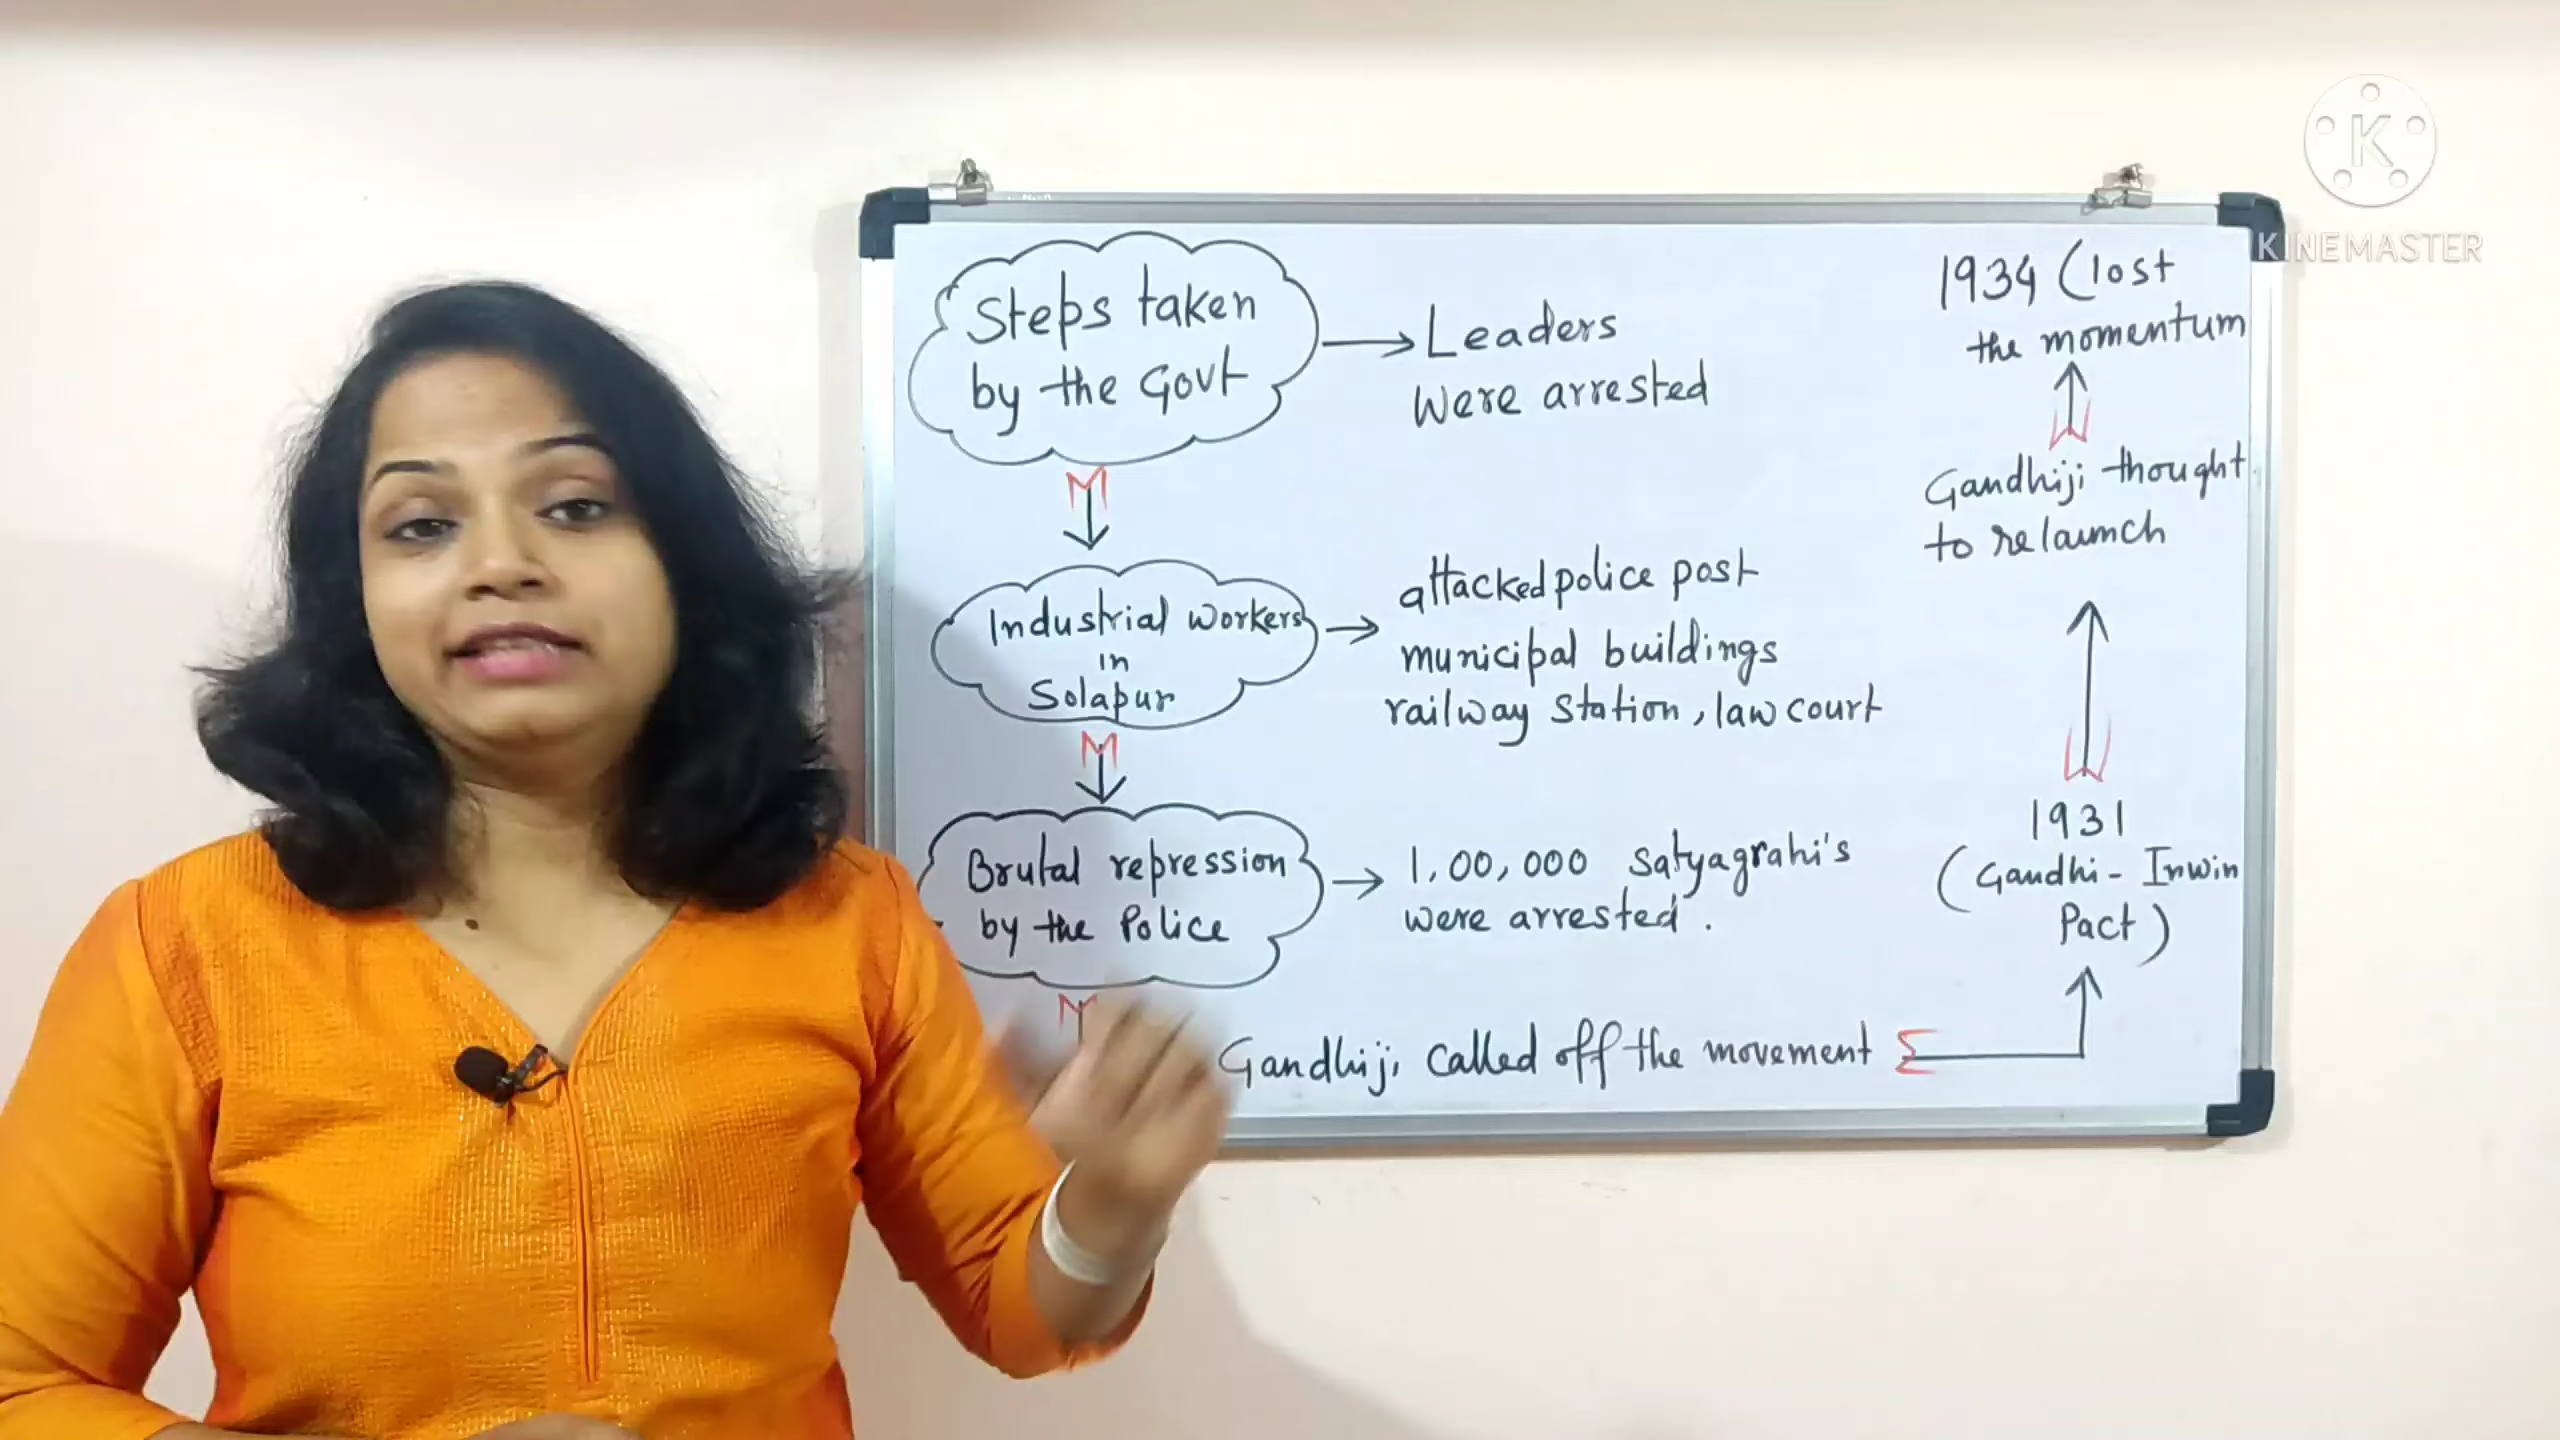 Steps taken
by the Govt
Leaders
were arrested
Industrial workers
in
Solapur
attacked police post
municipal buildings
railway station, law court
Brutal repression
by the Police
1,00,000 Satyagrahi's
were arrested.
Gandhiji called off the movement
1931
(Gandhi - Irwin
Pact)
Gandhiji thought
to relaunch
1934 (lost
the momentum
K
KINEMASTER